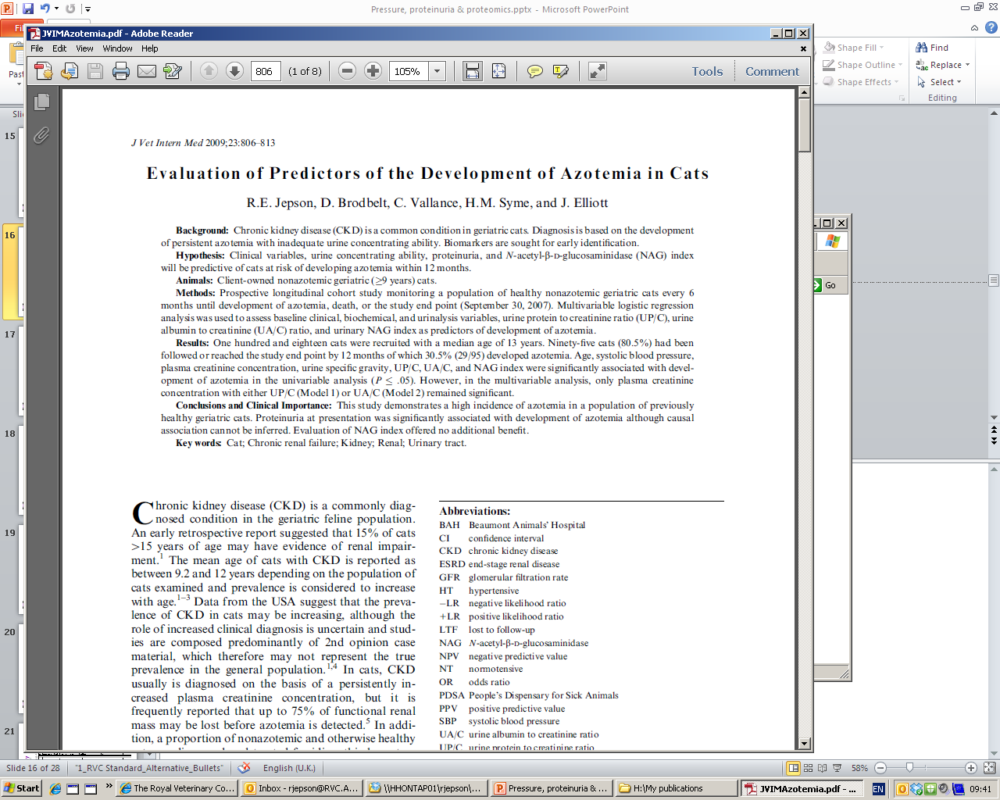 Pressure, proteinuria & proteomics.pptx - Microsoft PowerPoint
JVIMAzotemia.pdf - Adobe Reader
File Edit View Window Help
806 (1 of 8) 105% Tools Comment
Shape Fill
Shape Outline
Shape Effects
Find
Replace
Select
Editing
Past
15
16
17
18
19
20
21
Go
J Vet Intern Med 2009;23:806–813
Evaluation of Predictors of the Development of Azotemia in Cats
R.E. Jepson, D. Brodbelt, C. Vallance, H.M. Syme, and J. Elliott
Background: Chronic kidney disease (CKD) is a common condition in geriatric cats. Diagnosis is based on the development
of persistent azotemia with inadequate urine concentrating ability. Biomarkers are sought for early identification.
Hypothesis: Clinical variables, urine concentrating ability, proteinuria, and N-acetyl-β-D-glucosaminidase (NAG) index
will be predictive of cats at risk of developing azotemia within 12 months.
Animals: Client-owned nonazotemic geriatric (≥9 years) cats.
Methods: Prospective longitudinal cohort study monitoring a population of healthy nonazotemic geriatric cats every 6
months until development of azotemia, death, or the study end point (September 30, 2007). Multivariable logistic regression
analysis was used to assess baseline clinical, biochemical, and urinalysis variables, urine protein to creatinine ratio (UP/C), urine
albumin to creatinine (UA/C) ratio, and urinary NAG index as predictors of development of azotemia.
Results: One hundred and eighteen cats were recruited with a median age of 13 years. Ninety-five cats (80.5%) had been
followed or reached the study end point by 12 months of which 30.5% (29/95) developed azotemia. Age, systolic blood pressure,
plasma creatinine concentration, urine specific gravity, UP/C, UA/C, and NAG index were significantly associated with devel-
opment of azotemia in the univariable analysis (P ≤ .05). However, in the multivariable analysis, only plasma creatinine
concentration with either UP/C (Model 1) or UA/C (Model 2) remained significant.
Conclusions and Clinical Importance: This study demonstrates a high incidence of azotemia in a population of previously
healthy geriatric cats. Proteinuria at presentation was significantly associated with development of azotemia although causal
association cannot be inferred. Evaluation of NAG index offered no additional benefit.
Key words: Cat; Chronic renal failure; Kidney; Renal; Urinary tract.
Chronic kidney disease (CKD) is a commonly diag-
nosed condition in the geriatric feline population.
An early retrospective report suggested that 15% of cats
>15 years of age may have evidence of renal impair-
ment.1 The mean age of cats with CKD is reported as
between 9.2 and 12 years depending on the population of
cats examined and prevalence is considered to increase
with age.1–3 Data from the USA suggest that the preva-
lence of CKD in cats may be increasing, although the
role of increased clinical diagnosis is uncertain and stud-
ies are composed predominantly of 2nd opinion case
material, which therefore may not represent the true
prevalence in the general population.1,4 In cats, CKD
usually is diagnosed on the basis of a persistently in-
creased plasma creatinine concentration, but it is
frequently reported that up to 75% of functional renal
mass may be lost before azotemia is detected.5 In addi-
tion, a proportion of nonazotemic and otherwise healthy
Abbreviations:
BAH Beaumont Animals' Hospital
CI confidence interval
CKD chronic kidney disease
ESRD end-stage renal disease
GFR glomerular filtration rate
HT hypertensive
−LR negative likelihood ratio
+LR positive likelihood ratio
LTF lost to follow-up
NAG N-acetyl-β-D-glucosaminidase
NPV negative predictive value
NT normotensive
OR odds ratio
PDSA People's Dispensary for Sick Animals
PPV positive predictive value
SBP systolic blood pressure
UA/C urine albumin to creatinine ratio
UP/C urine protein to creatinine ratio
Slide 16 of 28 "1_RVC Standard_Alternative_Bullets" English (U.K.) 58%
Start The Royal Veterinary Co... Inbox - rjepson@RVC.A... \\HHONTAP01\rjepson\... Pressure, proteinuria & ... H:\My publications JVIMAzotemia.pdf - ... EN 09:41